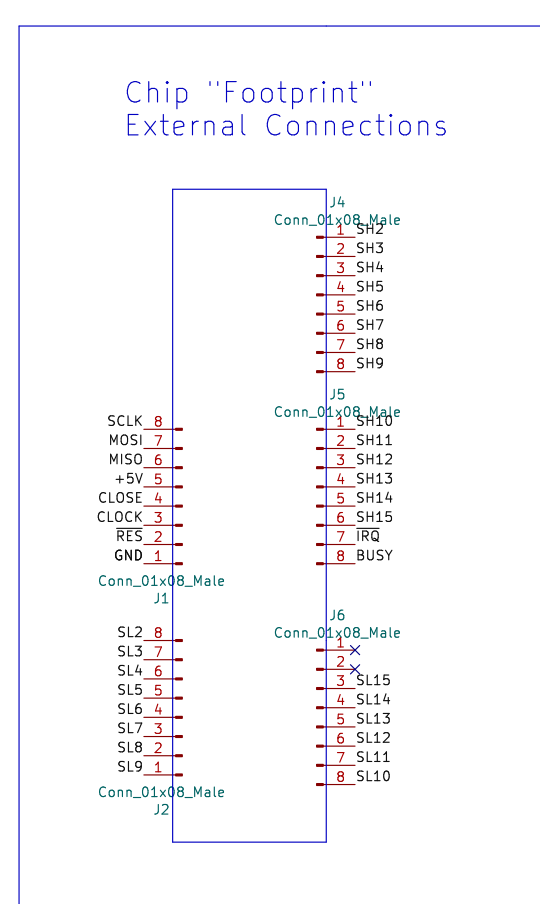 Chip "Footprint"
External Connections
J4
Conn_01x08_Male
1 SH2
2 SH3
3 SH4
4 SH5
5 SH6
6 SH7
7 SH8
8 SH9
J5
Conn_01x08_Male
SCLK 8
MOSI 7
MISO 6
+5V 5
CLOSE 4
CLOCK 3
RES 2
GND 1
Conn_01x08_Male
J1
1 SH10
2 SH11
3 SH12
4 SH13
5 SH14
6 SH15
7 IRQ
8 BUSY
J6
Conn_01x08_Male
SL2 8
SL3 7
SL4 6
SL5 5
SL6 4
SL7 3
SL8 2
SL9 1
Conn_01x08_Male
J2
1
2
3 SL15
4 SL14
5 SL13
6 SL12
7 SL11
8 SL10